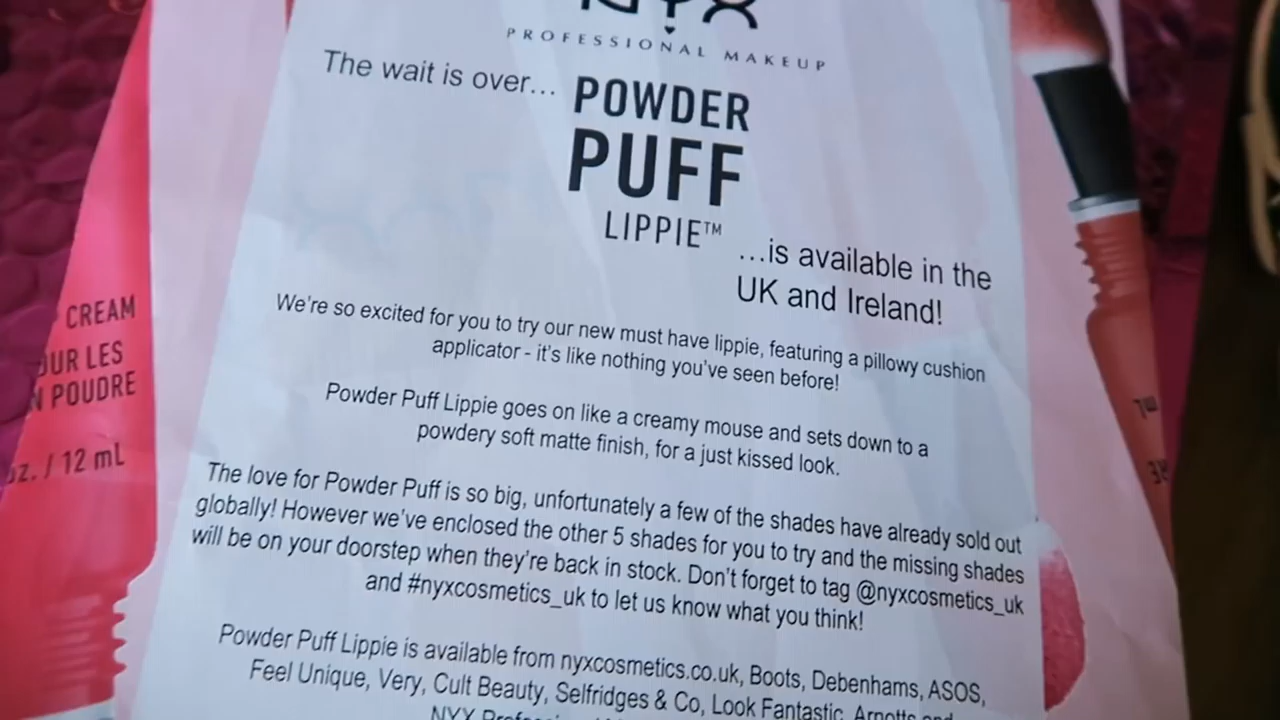 NYX
PROFESSIONAL MAKEUP
The wait is over...
POWDER
PUFF
LIPPIE™
...is available in the
UK and Ireland!
We're so excited for you to try our new must have lippie, featuring a pillowy cushion
applicator - it's like nothing you've seen before!
Powder Puff Lippie goes on like a creamy mouse and sets down to a
powdery soft matte finish, for a just kissed look.
The love for Powder Puff is so big, unfortunately a few of the shades have already sold out
globally! However we've enclosed the other 5 shades for you to try and the missing shades
will be on your doorstep when they're back in stock. Don't forget to tag @nyxcosmetics_uk
and #nyxcosmetics_uk to let us know what you think!
Powder Puff Lippie is available from nyxcosmetics.co.uk, Boots, Debenhams, ASOS,
Feel Unique, Very, Cult Beauty, Selfridges & Co, Look Fantastic, Arnotts and
NYX
CREAM
UR LES
POUDRE
oz. / 12 mL